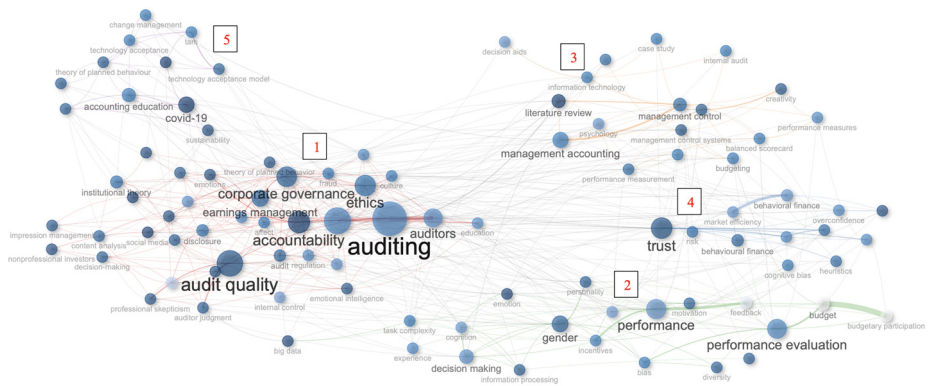 change management
tam
5
technology acceptance
theory of planned behaviour
technology acceptance model
accounting education
covid-19
sustainability
decision aids
3
case study
internal audit
information technology
creativity
literature review
management control
psychology
performance measures
management control systems
management accounting
balanced scorecard
budgeting
performance measurement
1
theory of planned behavior
emotions
fraud
culture
institutional theory
corporate governance
ethics
earnings management
affect
auditing
auditors
education
accountability
impression management
content analysis
social media
disclosure
nonprofessional investors
decision-making
audit
regulation
audit quality
internal control
emotional intelligence
professional skepticism
auditor judgment
big data
4
behavioral finance
market efficiency
overconfidence
trust
risk
behavioural finance
cognitive bias
heuristics
2
personality
emotion
motivation
feedback
budget
budgetary participation
performance
performance evaluation
task complexity
cognition
gender
incentives
experience
decision making
information processing
bias
diversity